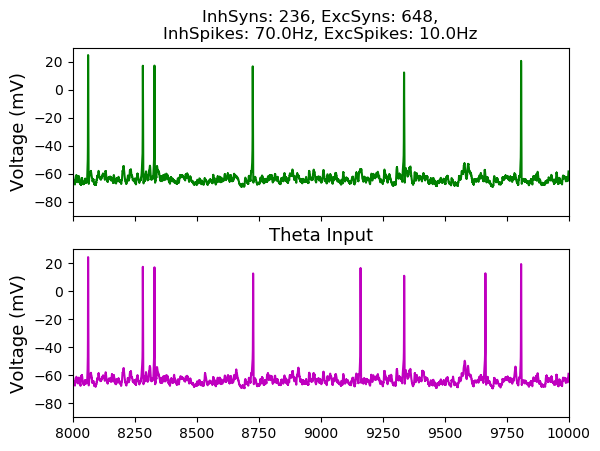 InhSyns: 236, ExcSyns: 648,
InhSpikes: 70.0Hz, ExcSpikes: 10.0Hz
Voltage (mV)
20
0
−20
−40
−60
−80
Theta Input
Voltage (mV)
20
0
−20
−40
−60
−80
8000 8250 8500 8750 9000 9250 9500 9750 10000